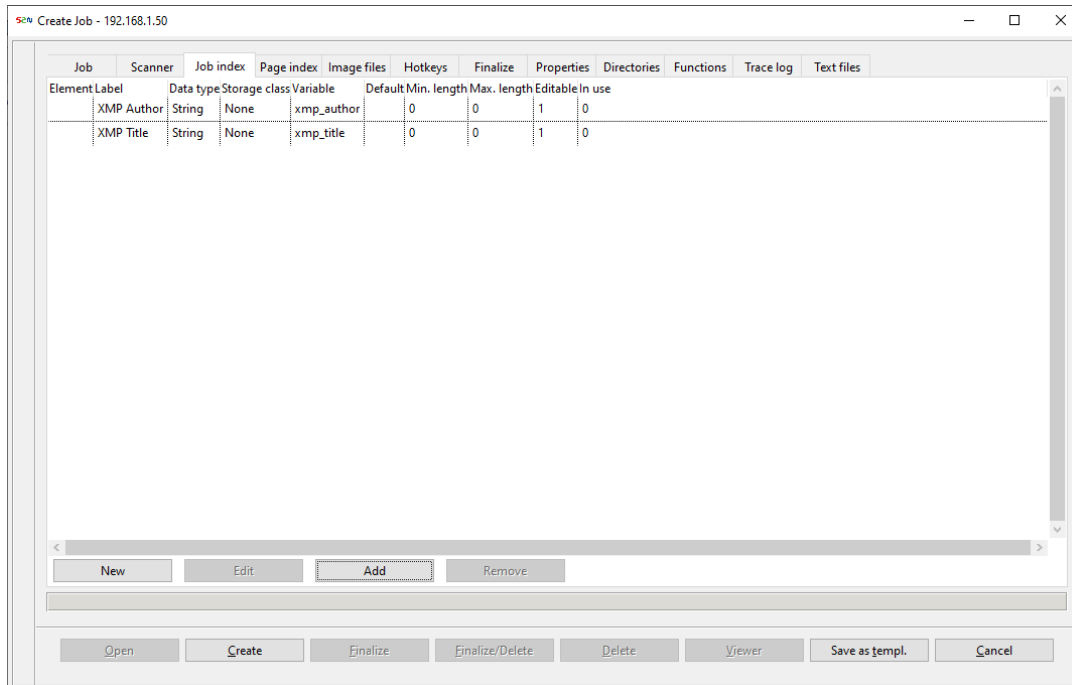 S2N Create Job - 192.168.1.50
Job Scanner Job index Page index Image files Hotkeys Finalize Properties Directories Functions Trace log Text files
Element Label Data type Storage class Variable Default Min. length Max. length Editable In use
XMP Author String None xmp_author 0 0 1 0
XMP Title String None xmp_title 0 0 1 0
New Edit Add Remove
Open Create Finalize Finalize/Delete Delete Viewer Save as templ. Cancel